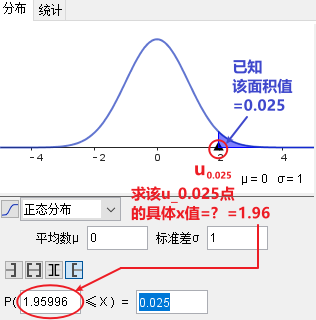 分布 统计
已知
该面积值
=0.025
-4 -2 0 2 4
u0.025
μ = 0 σ = 1
求该u_0.025点
的具体x值=? =1.96
正态分布
平均数μ 0 标准差σ 1
P( 1.95996 ≤ X ) = 0.025